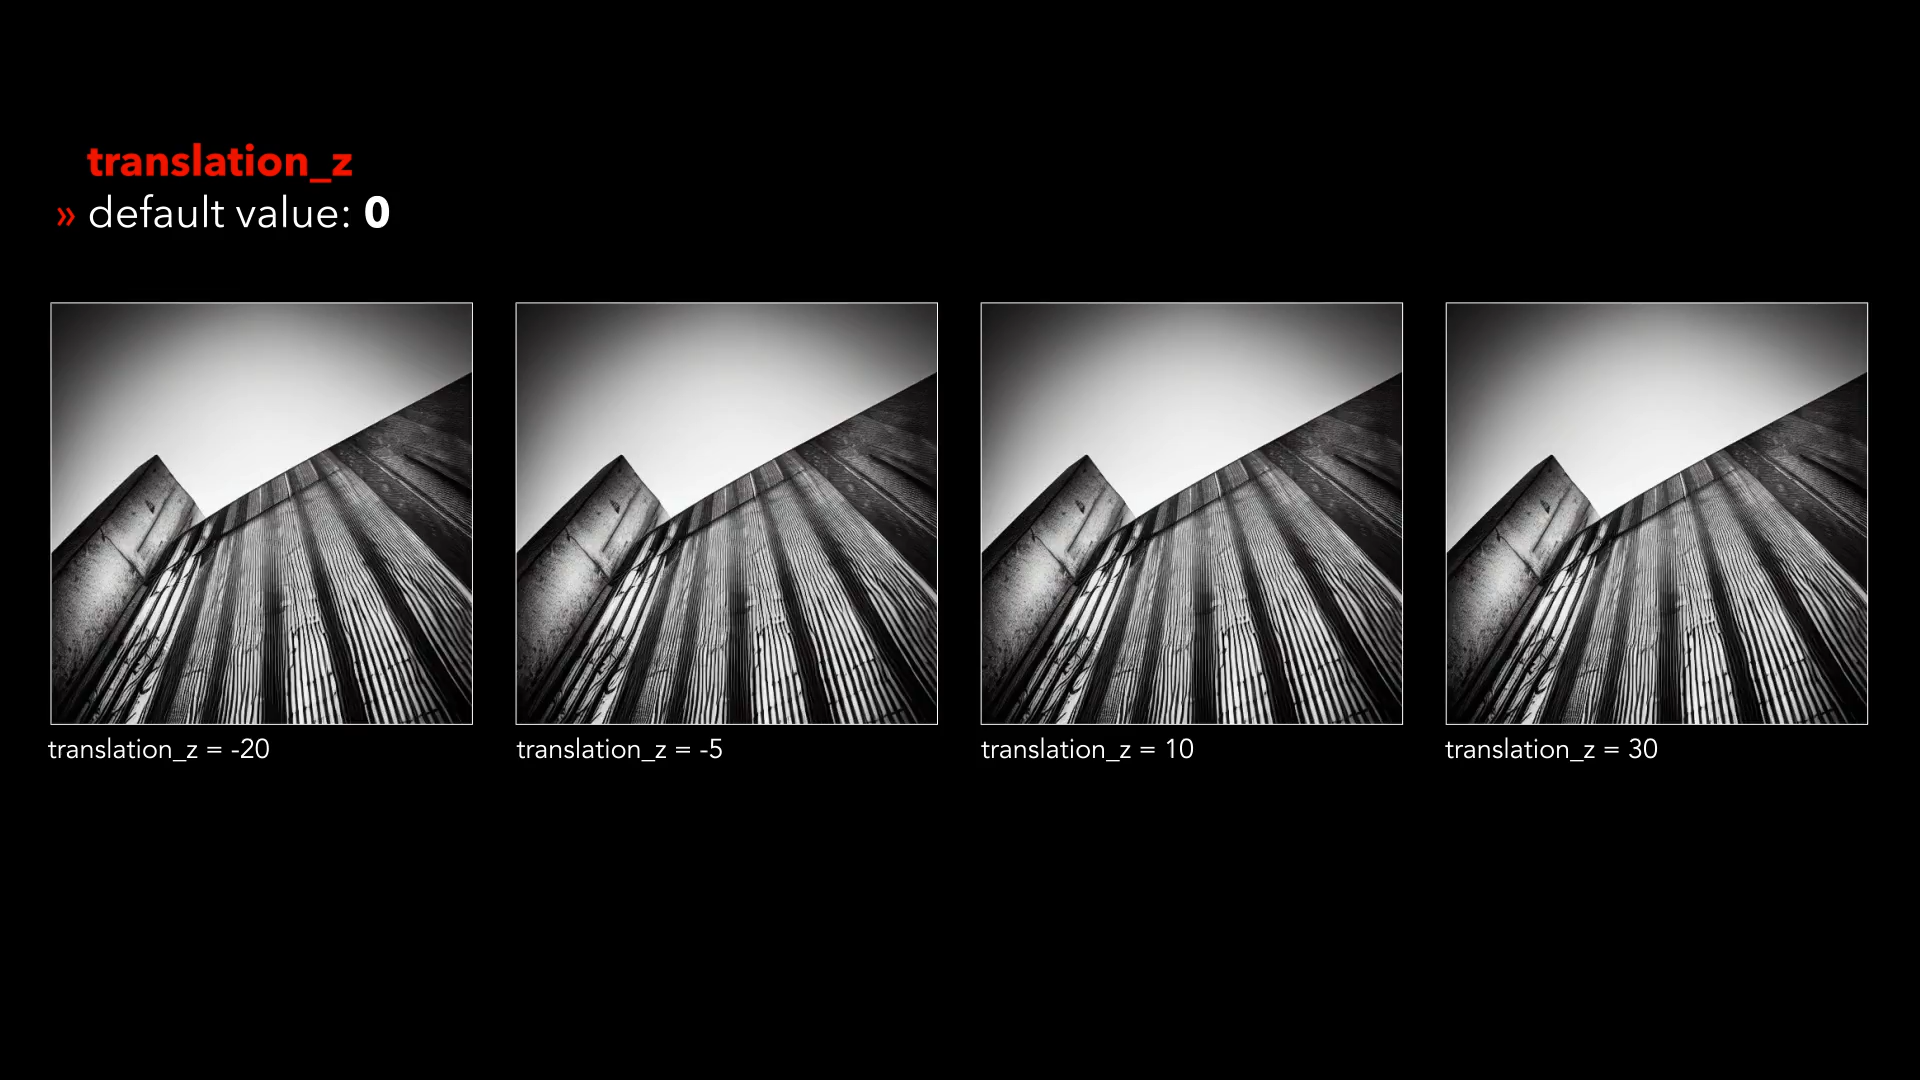 translation_z
» default value: 0
translation_z = -20
translation_z = -5
translation_z = 10
translation_z = 30